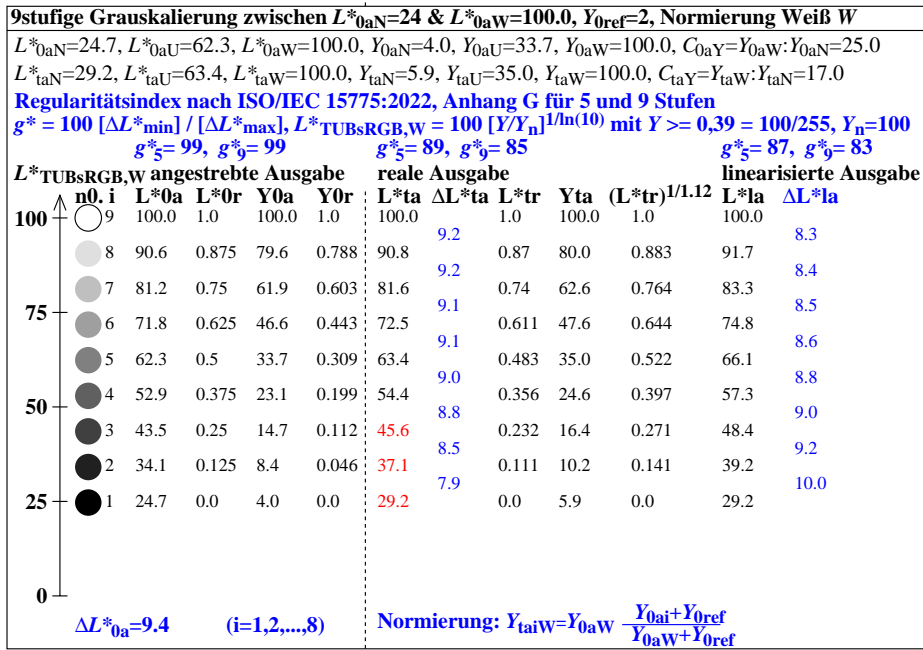 9stufige Grauskalierung zwischen L*0aN=24 & L*0aW=100.0, Y0ref=2, Normierung Weiß W
L*0aN=24.7, L*0aU=62.3, L*0aW=100.0, Y0aN=4.0, Y0aU=33.7, Y0aW=100.0, C0aY=Y0aW:Y0aN=25.0
L*taN=29.2, L*taU=63.4, L*taW=100.0, YtaN=5.9, YtaU=35.0, YtaW=100.0, CtaY=YtaW:YtaN=17.0
Regularitätsindex nach ISO/IEC 15775:2022, Anhang G für 5 und 9 Stufen
g* = 100 [ΔL*min] / [ΔL*max], L*TUBsRGB,W = 100 [Y/Yn]1/ln(10) mit Y >= 0,39 = 100/255, Yn=100
g*5= 99, g*9= 99 g*5= 89, g*9= 85 g*5= 87, g*9= 83
L*TUBsRGB,W angestrebte Ausgabe reale Ausgabe linearisierte Ausgabe
n0. i L*0a L*0r Y0a Y0r L*ta ΔL*ta L*tr Yta (L*tr)1/1.12 L*la ΔL*la
100 9 100.0 1.0 100.0 1.0 100.0 1.0 100.0 1.0 100.0
9.2 8.3
8 90.6 0.875 79.6 0.788 90.8 0.87 80.0 0.883 91.7
9.2 8.4
7 81.2 0.75 61.9 0.603 81.6 0.74 62.6 0.764 83.3
75 9.1 8.5
6 71.8 0.625 46.6 0.443 72.5 0.611 47.6 0.644 74.8
9.1 8.6
5 62.3 0.5 33.7 0.309 63.4 0.483 35.0 0.522 66.1
9.0 8.8
4 52.9 0.375 23.1 0.199 54.4 0.356 24.6 0.397 57.3
50 8.8 9.0
3 43.5 0.25 14.7 0.112 45.6 0.232 16.4 0.271 48.4
8.5 9.2
2 34.1 0.125 8.4 0.046 37.1 0.111 10.2 0.141 39.2
7.9 10.0
25 1 24.7 0.0 4.0 0.0 29.2 0.0 5.9 0.0 29.2
0
ΔL*0a=9.4 (i=1,2,...,8) Normierung: YtaiW=Y0aW Y0ai+Y0ref
Y0aW+Y0ref